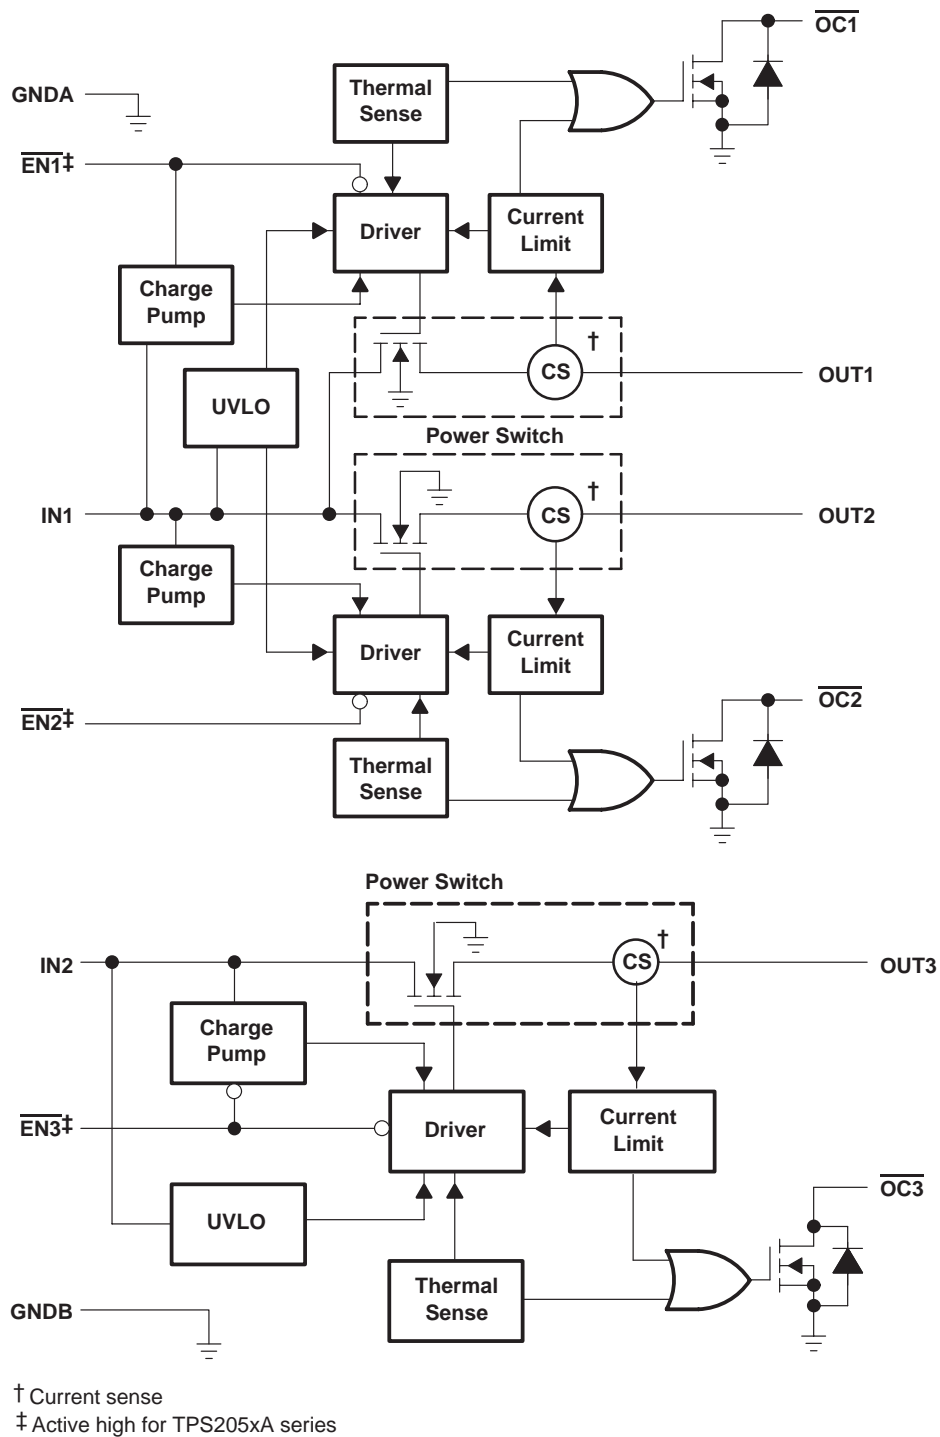 OC1
GNDA
Thermal
Sense
EN1‡
Driver
Current
Limit
Charge
Pump
†
CS
OUT1
UVLO
Power Switch
†
IN1
CS
OUT2
Charge
Pump
Driver
Current
Limit
EN2‡
OC2
Thermal
Sense
Power Switch
†
IN2
CS
OUT3
Charge
Pump
EN3‡
Driver
Current
Limit
OC3
UVLO
Thermal
Sense
GNDB
† Current sense
‡ Active high for TPS205xA series